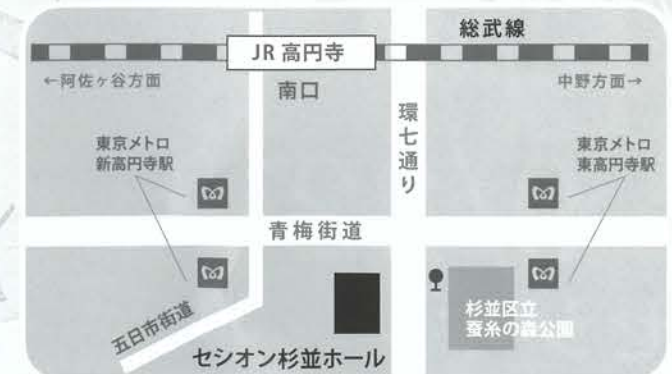 総武線
JR 高円寺
←阿佐ヶ谷方面
南口
中野方面→
環七通り
東京メトロ
新高円寺駅
東京メトロ
東高円寺駅
青梅街道
五日市街道
セシオン杉並ホール
杉並区立
蚕糸の森公園